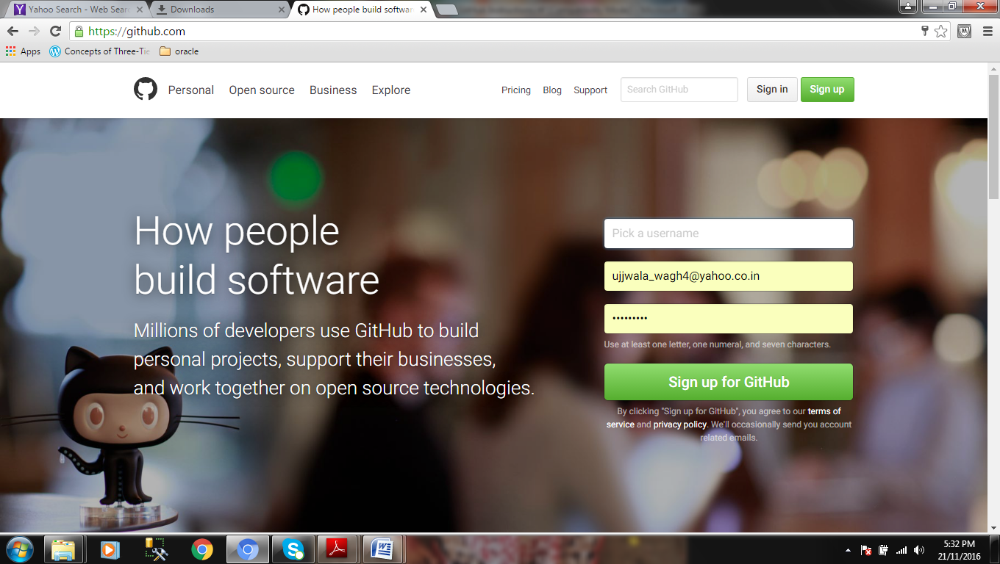 Yahoo Search - Web Sear
Downloads
How people build softwar
https://github.com
Apps
Concepts of Three-Tie
oracle
Personal Open source Business Explore
Pricing Blog Support Search GitHub Sign in Sign up
How people
build software
Millions of developers use GitHub to build
personal projects, support their businesses,
and work together on open source technologies.
Pick a username
ujjwala_wagh4@yahoo.co.in
•••••••••
Use at least one letter, one numeral, and seven characters.
Sign up for GitHub
By clicking "Sign up for GitHub", you agree to our terms of
service and privacy policy. We'll occasionally send you account
related emails.
5:32 PM
21/11/2016